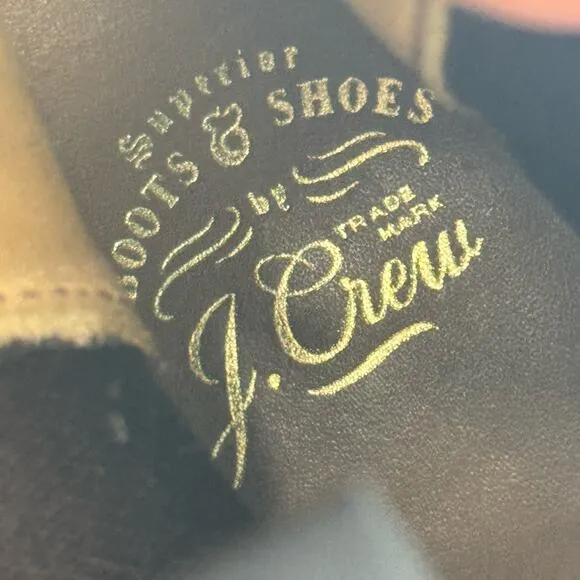 Superior
BOOTS & SHOES
by
TRADE
MARK
J. Crew